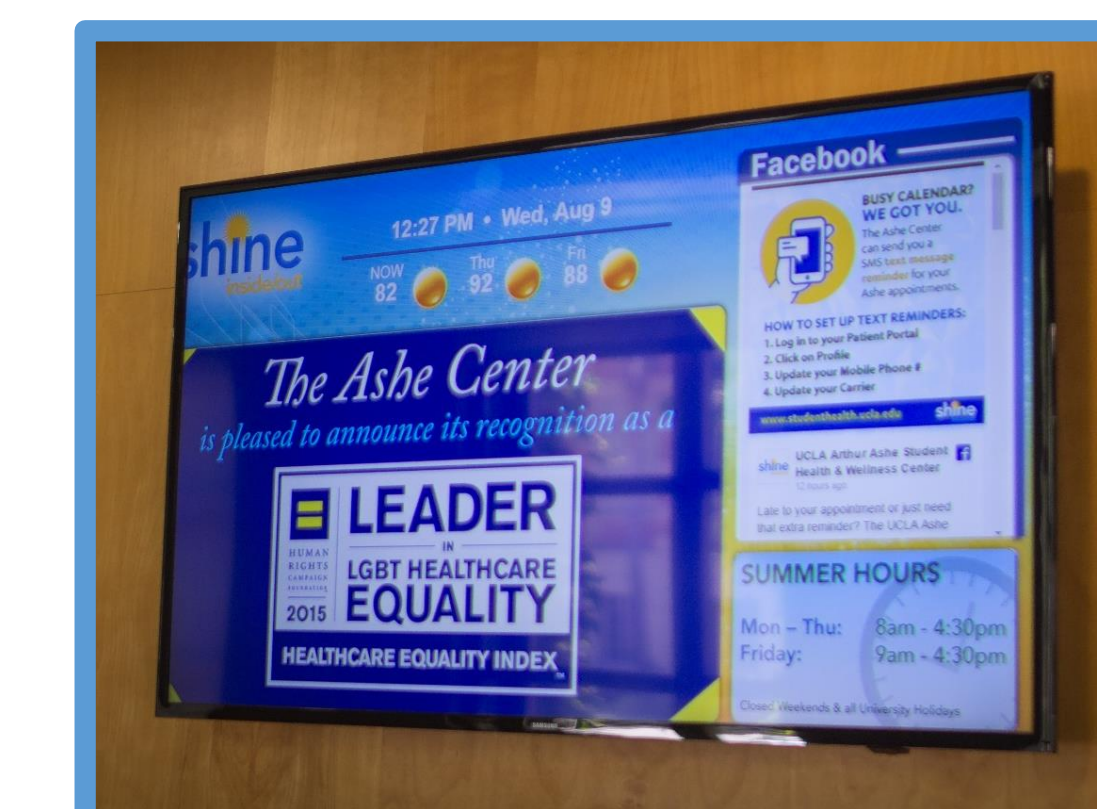 shine
insideout
12:27 PM • Wed, Aug 9
NOW
82
Thu
92
Fri
88
The Ashe Center
is pleased to announce its recognition as a
HUMAN
RIGHTS
CAMPAIGN
FOUNDATION
2015
LEADER
IN
LGBT HEALTHCARE
EQUALITY
HEALTHCARE EQUALITY INDEX
Facebook
BUSY CALENDAR?
WE GOT YOU.
The Ashe Center
can send you a
SMS text message
reminder for your
Ashe appointments.
HOW TO SET UP TEXT REMINDERS:
1. Log in to your Patient Portal
2. Click on Profile
3. Update your Mobile Phone #
4. Update your Carrier
www.studenthealth.ucla.edu
shine
shine
UCLA Arthur Ashe Student
Health & Wellness Center
12 hours ago
Late to your appointment or just need
that extra reminder? The UCLA Ashe
SUMMER HOURS
Mon – Thu: 8am - 4:30pm
Friday: 9am - 4:30pm
Closed Weekends & all University Holidays
SAMSUNG